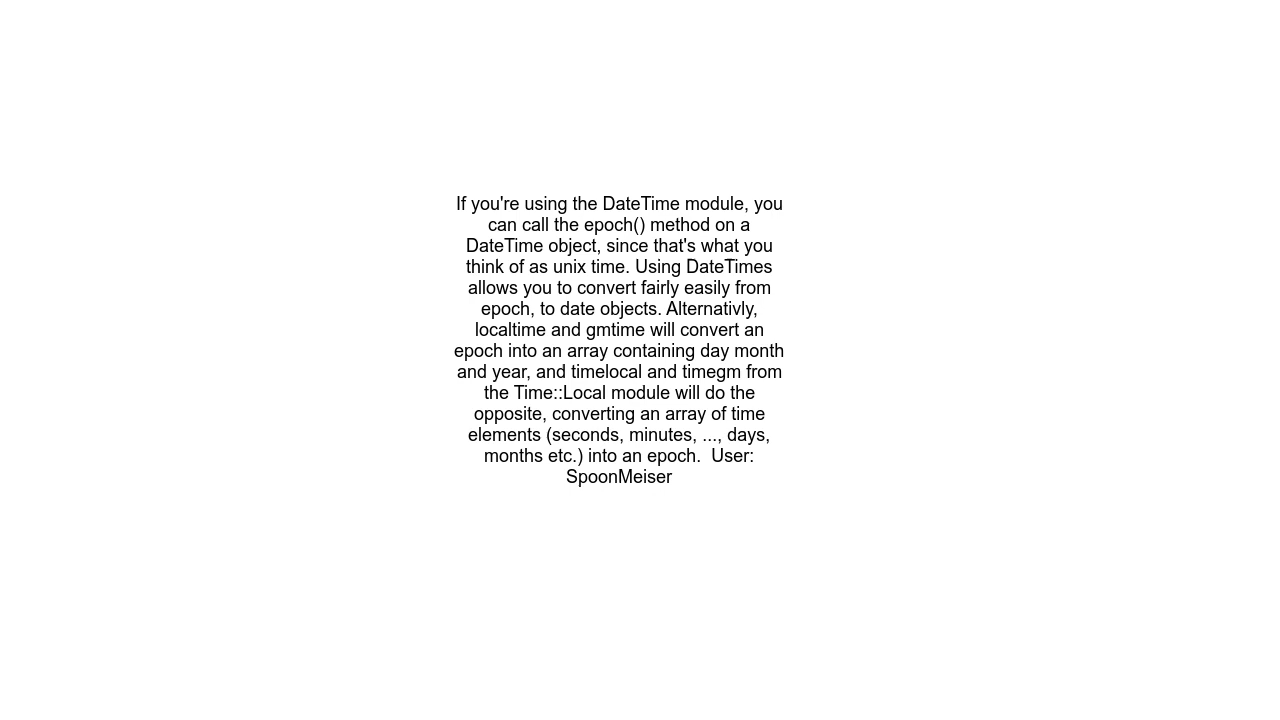 If you're using the DateTime module, you
can call the epoch() method on a
DateTime object, since that's what you
think of as unix time. Using DateTimes
allows you to convert fairly easily from
epoch, to date objects. Alternativly,
localtime and gmtime will convert an
epoch into an array containing day month
and year, and timelocal and timegm from
the Time::Local module will do the
opposite, converting an array of time
elements (seconds, minutes, ..., days,
months etc.) into an epoch.  User:
SpoonMeiser